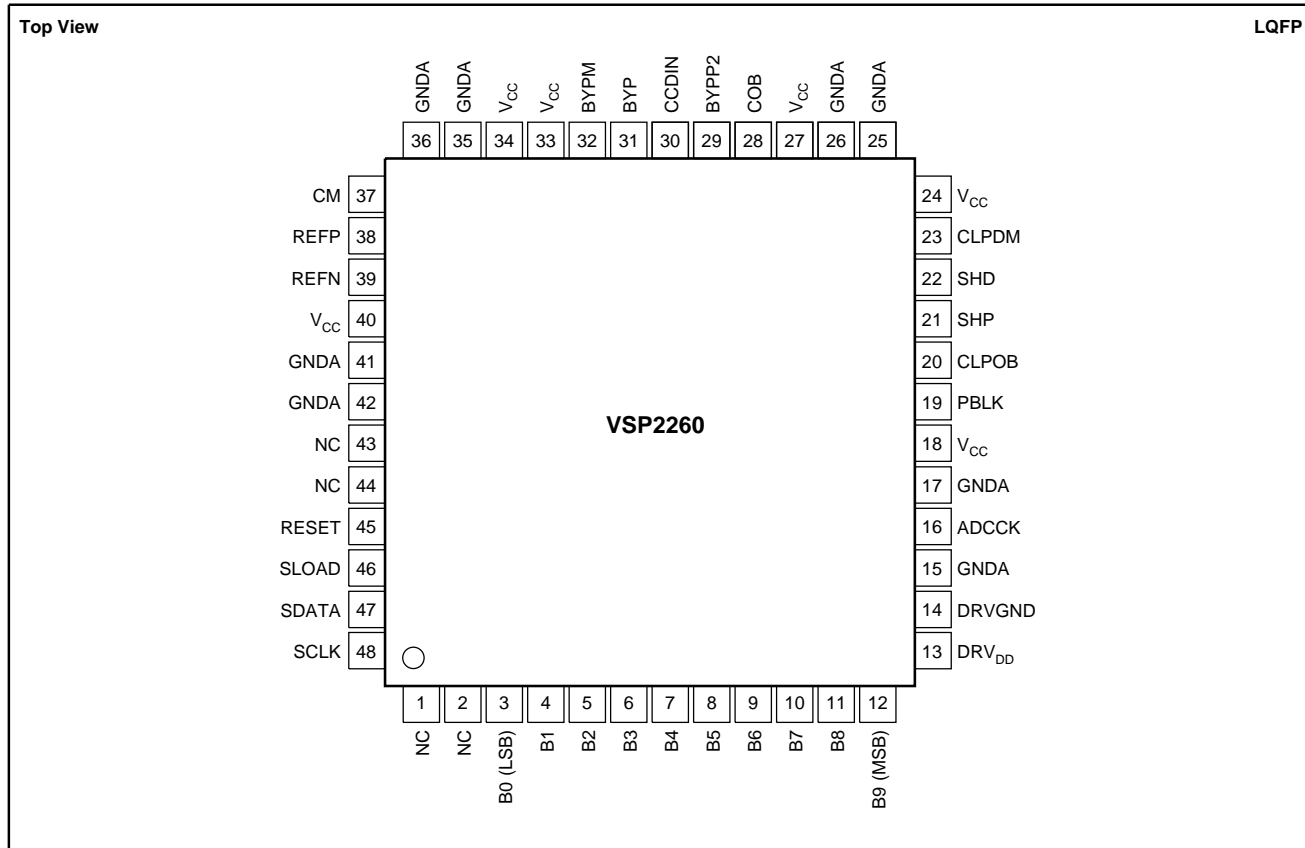 Top View
LQFP
GNDA
GNDA
VCC
VCC
BYPM
BYP
CCDIN
BYPP2
COB
VCC
GNDA
GNDA
36 35 34 33 32 31 30 29 28 27 26 25
CM 37
REFP 38
REFN 39
VCC 40
GNDA 41
GNDA 42
NC 43
NC 44
RESET 45
SLOAD 46
SDATA 47
SCLK 48
VSP2260
24 VCC
23 CLPDM
22 SHD
21 SHP
20 CLPOB
19 PBLK
18 VCC
17 GNDA
16 ADCCK
15 GNDA
14 DRVGND
13 DRVDD
1 2 3 4 5 6 7 8 9 10 11 12
NC
NC
B0 (LSB)
B1
B2
B3
B4
B5
B6
B7
B8
B9 (MSB)